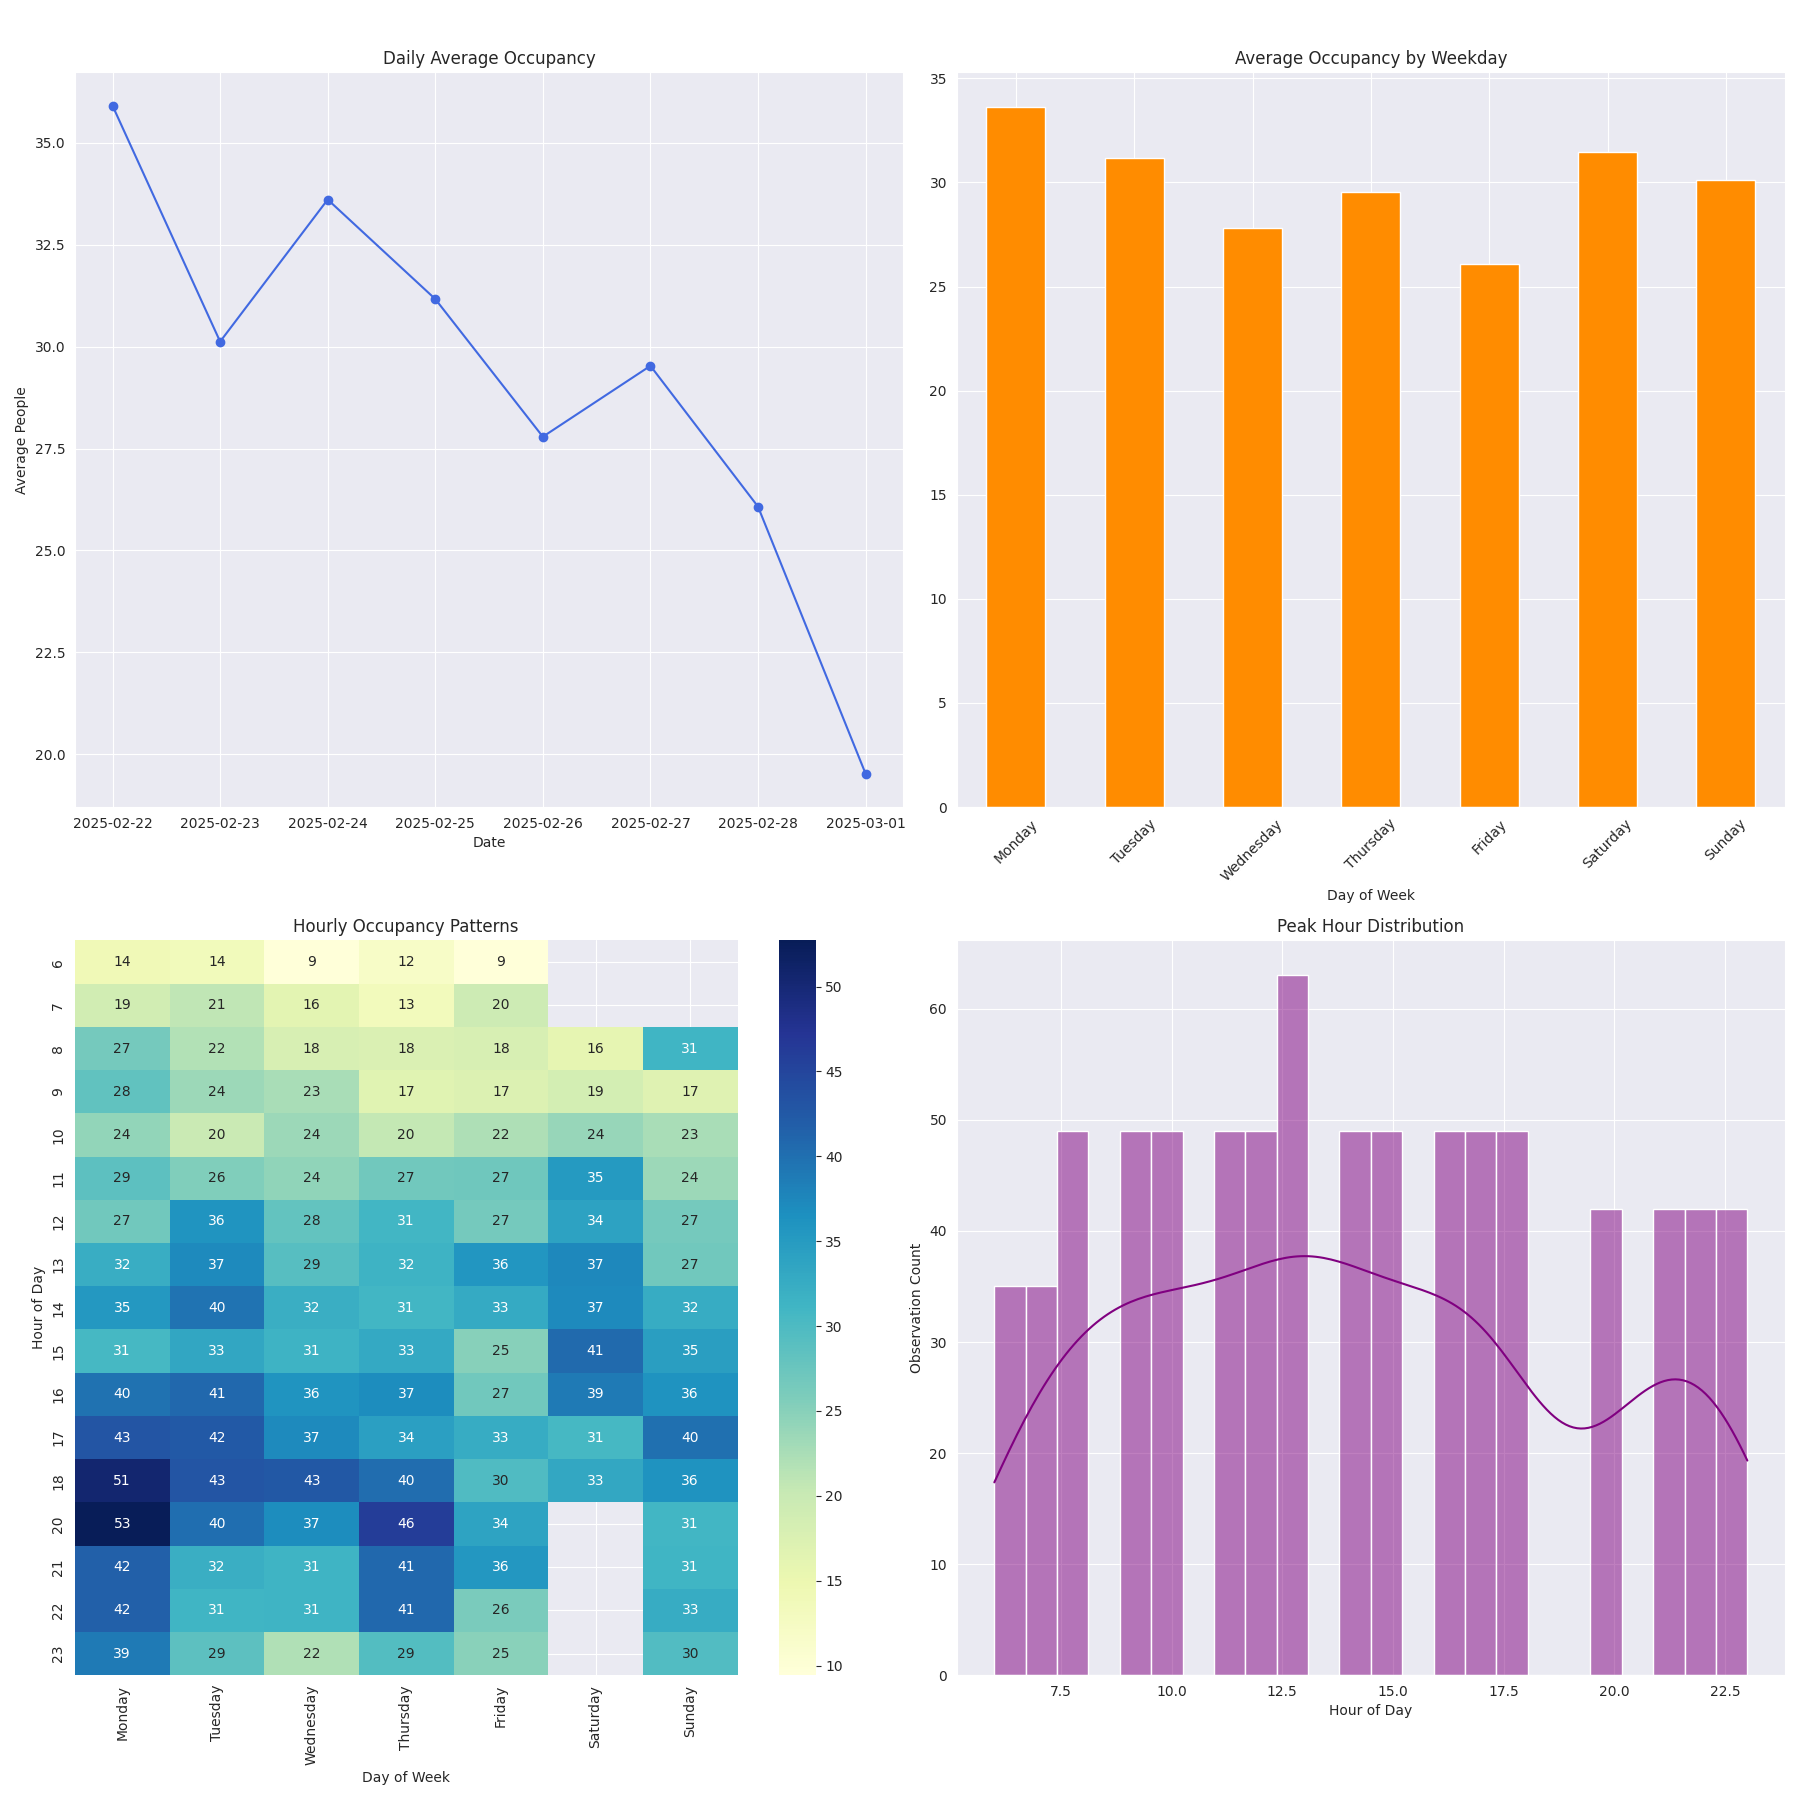 Daily Average Occupancy
35.0
32.5
30.0
27.5
25.0
22.5
20.0
Average People
2025-02-22 2025-02-23 2025-02-24 2025-02-25 2025-02-26 2025-02-27 2025-02-28 2025-03-01
Date
Average Occupancy by Weekday
35
30
25
20
15
10
5
0
Monday Tuesday Wednesday Thursday Friday Saturday Sunday
Day of Week
Hourly Occupancy Patterns
Hour of Day
6 14 14 9 12 9
7 19 21 16 13 20
8 27 22 18 18 18 16 31
9 28 24 23 17 17 19 17
10 24 20 24 20 22 24 23
11 29 26 24 27 27 35 24
12 27 36 28 31 27 34 27
13 32 37 29 32 36 37 27
14 35 40 32 31 33 37 32
15 31 33 31 33 25 41 35
16 40 41 36 37 27 39 36
17 43 42 37 34 33 31 40
18 51 43 43 40 30 33 36
20 53 40 37 46 34 31
21 42 32 31 41 36 31
22 42 31 31 41 26 33
23 39 29 22 29 25 30
Monday Tuesday Wednesday Thursday Friday Saturday Sunday
Day of Week
50
45
40
35
30
25
20
15
10
Peak Hour Distribution
60
50
40
30
20
10
0
Observation Count
7.5 10.0 12.5 15.0 17.5 20.0 22.5
Hour of Day